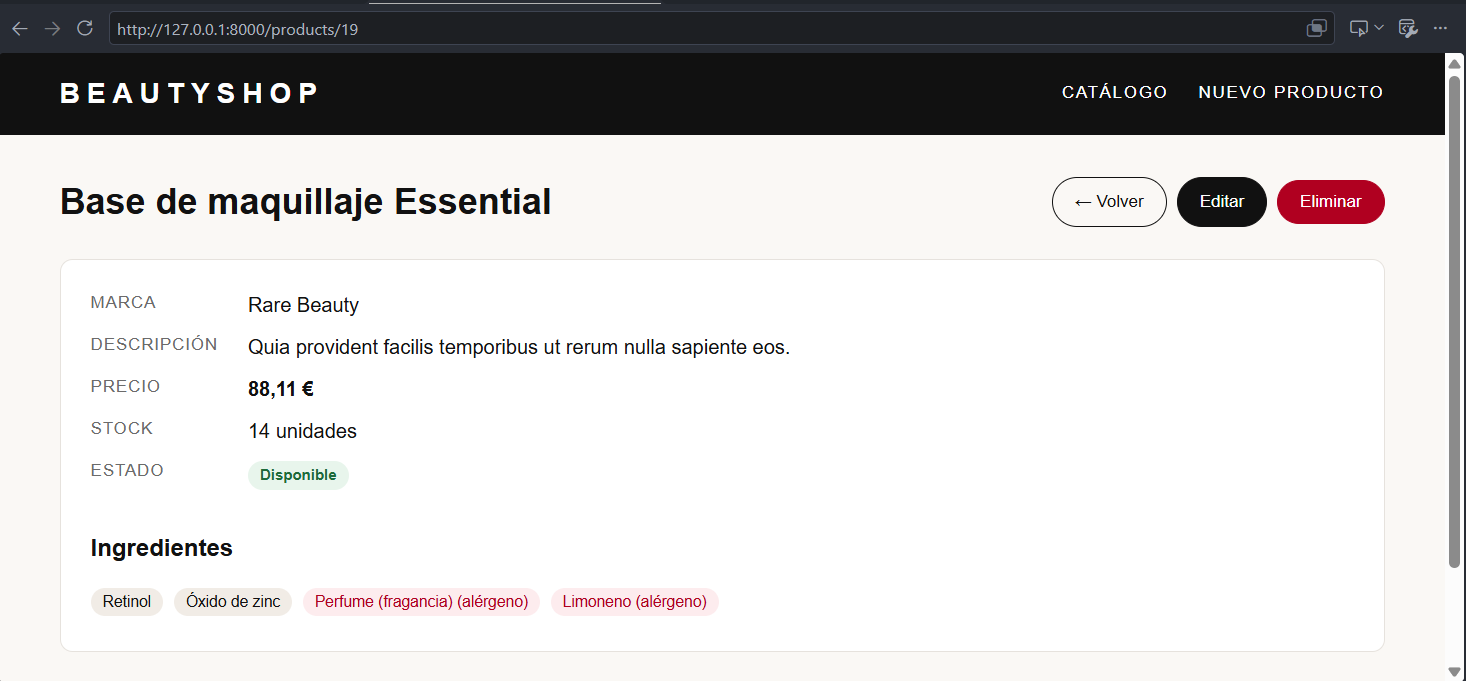 http://127.0.0.1:8000/products/19
BEAUTYSHOP CATÁLOGO NUEVO PRODUCTO
Base de maquillaje Essential ← Volver Editar Eliminar
MARCA Rare Beauty
DESCRIPCIÓN Quia provident facilis temporibus ut rerum nulla sapiente eos.
PRECIO 88,11 €
STOCK 14 unidades
ESTADO Disponible
Ingredientes
Retinol Óxido de zinc Perfume (fragancia) (alérgeno) Limoneno (alérgeno)